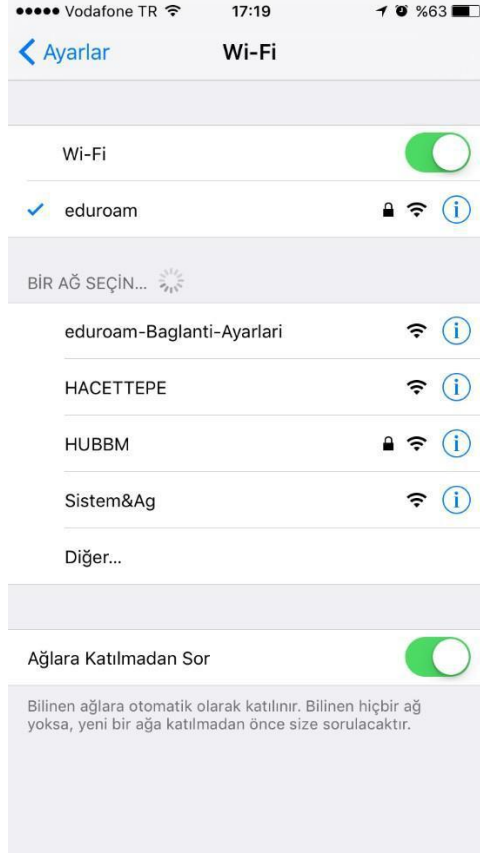 Vodafone TR 17:19 %63
Ayarlar Wi-Fi
Wi-Fi
eduroam
BİR AĞ SEÇİN...
eduroam-Baglanti-Ayarlari
HACETTEPE
HUBBM
Sistem&Ag
Diğer...
Ağlara Katılmadan Sor
Bilinen ağlara otomatik olarak katılınır. Bilinen hiçbir ağ
yoksa, yeni bir ağa katılmadan önce size sorulacaktır.